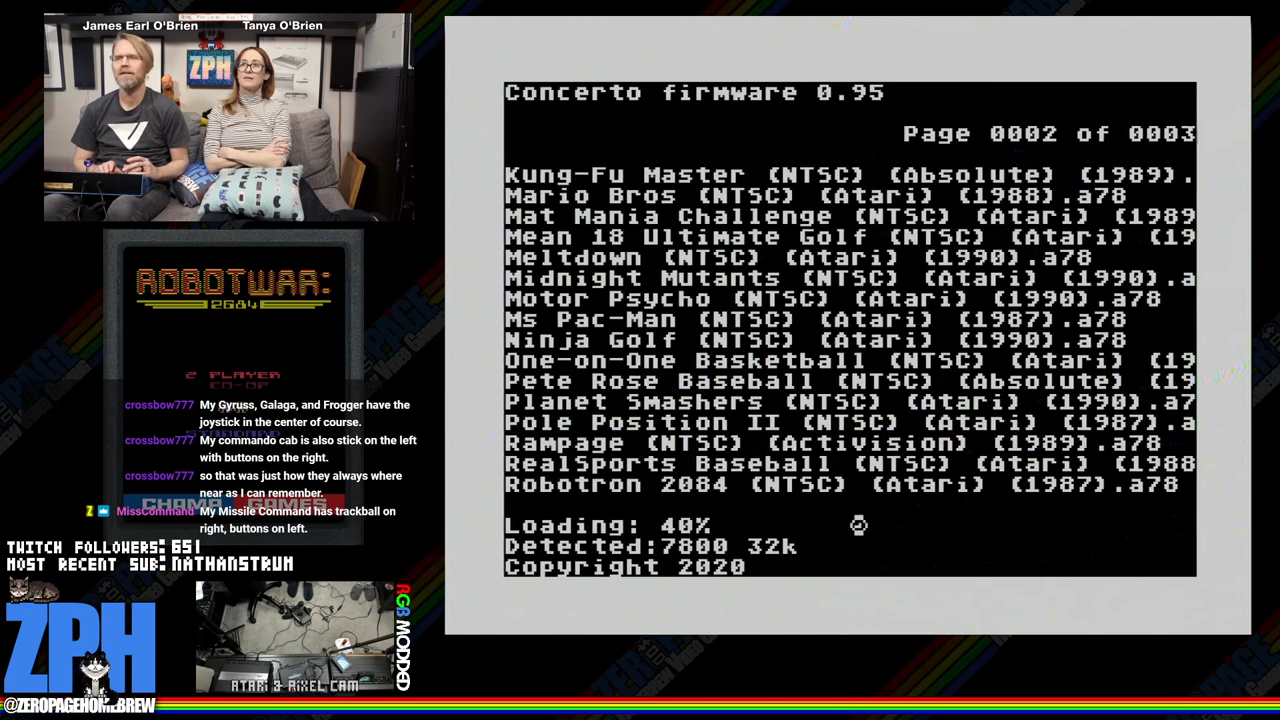 James Earl O'Brien
Tanya O'Brien
ZPH
ROBOTWAR:
2684
2 PLAYER
CO-OP
crossbow777 My Gyruss, Galaga, and Frogger have the
joystick in the center of course.
crossbow777 My commando cab is also stick on the left
with buttons on the right.
crossbow777 so that was just how they always where
near as I can remember.
CHAMP GAMES
MissCommand My Missile Command has trackball on
right, buttons on left.
TWITCH FOLLOWERS: 651
MOST RECENT SUB: NATHANSTRUM
ZPH
@ZEROPAGEHOMEBREW
ATARI & PIXEL CAM
RGB MODDED
Concerto firmware 0.95
Page 0002 of 0003
Kung-Fu Master (NTSC) (Absolute) (1989).
Mario Bros (NTSC) (Atari) (1988).a78
Mat Mania Challenge (NTSC) (Atari) (1989
Mean 18 Ultimate Golf (NTSC) (Atari) (19
Meltdown (NTSC) (Atari) (1990).a78
Midnight Mutants (NTSC) (Atari) (1990).a
Motor Psycho (NTSC) (Atari) (1990).a78
Ms Pac-Man (NTSC) (Atari) (1987).a78
Ninja Golf (NTSC) (Atari) (1990).a78
One-on-One Basketball (NTSC) (Atari) (19
Pete Rose Baseball (NTSC) (Absolute) (19
Planet Smashers (NTSC) (Atari) (1990).a7
Pole Position II (NTSC) (Atari) (1987).a
Rampage (NTSC) (Activision) (1989).a78
RealSports Baseball (NTSC) (Atari) (1988
Robotron 2084 (NTSC) (Atari) (1987).a78
Loading: 40%
Detected:7800 32k
Copyright 2020